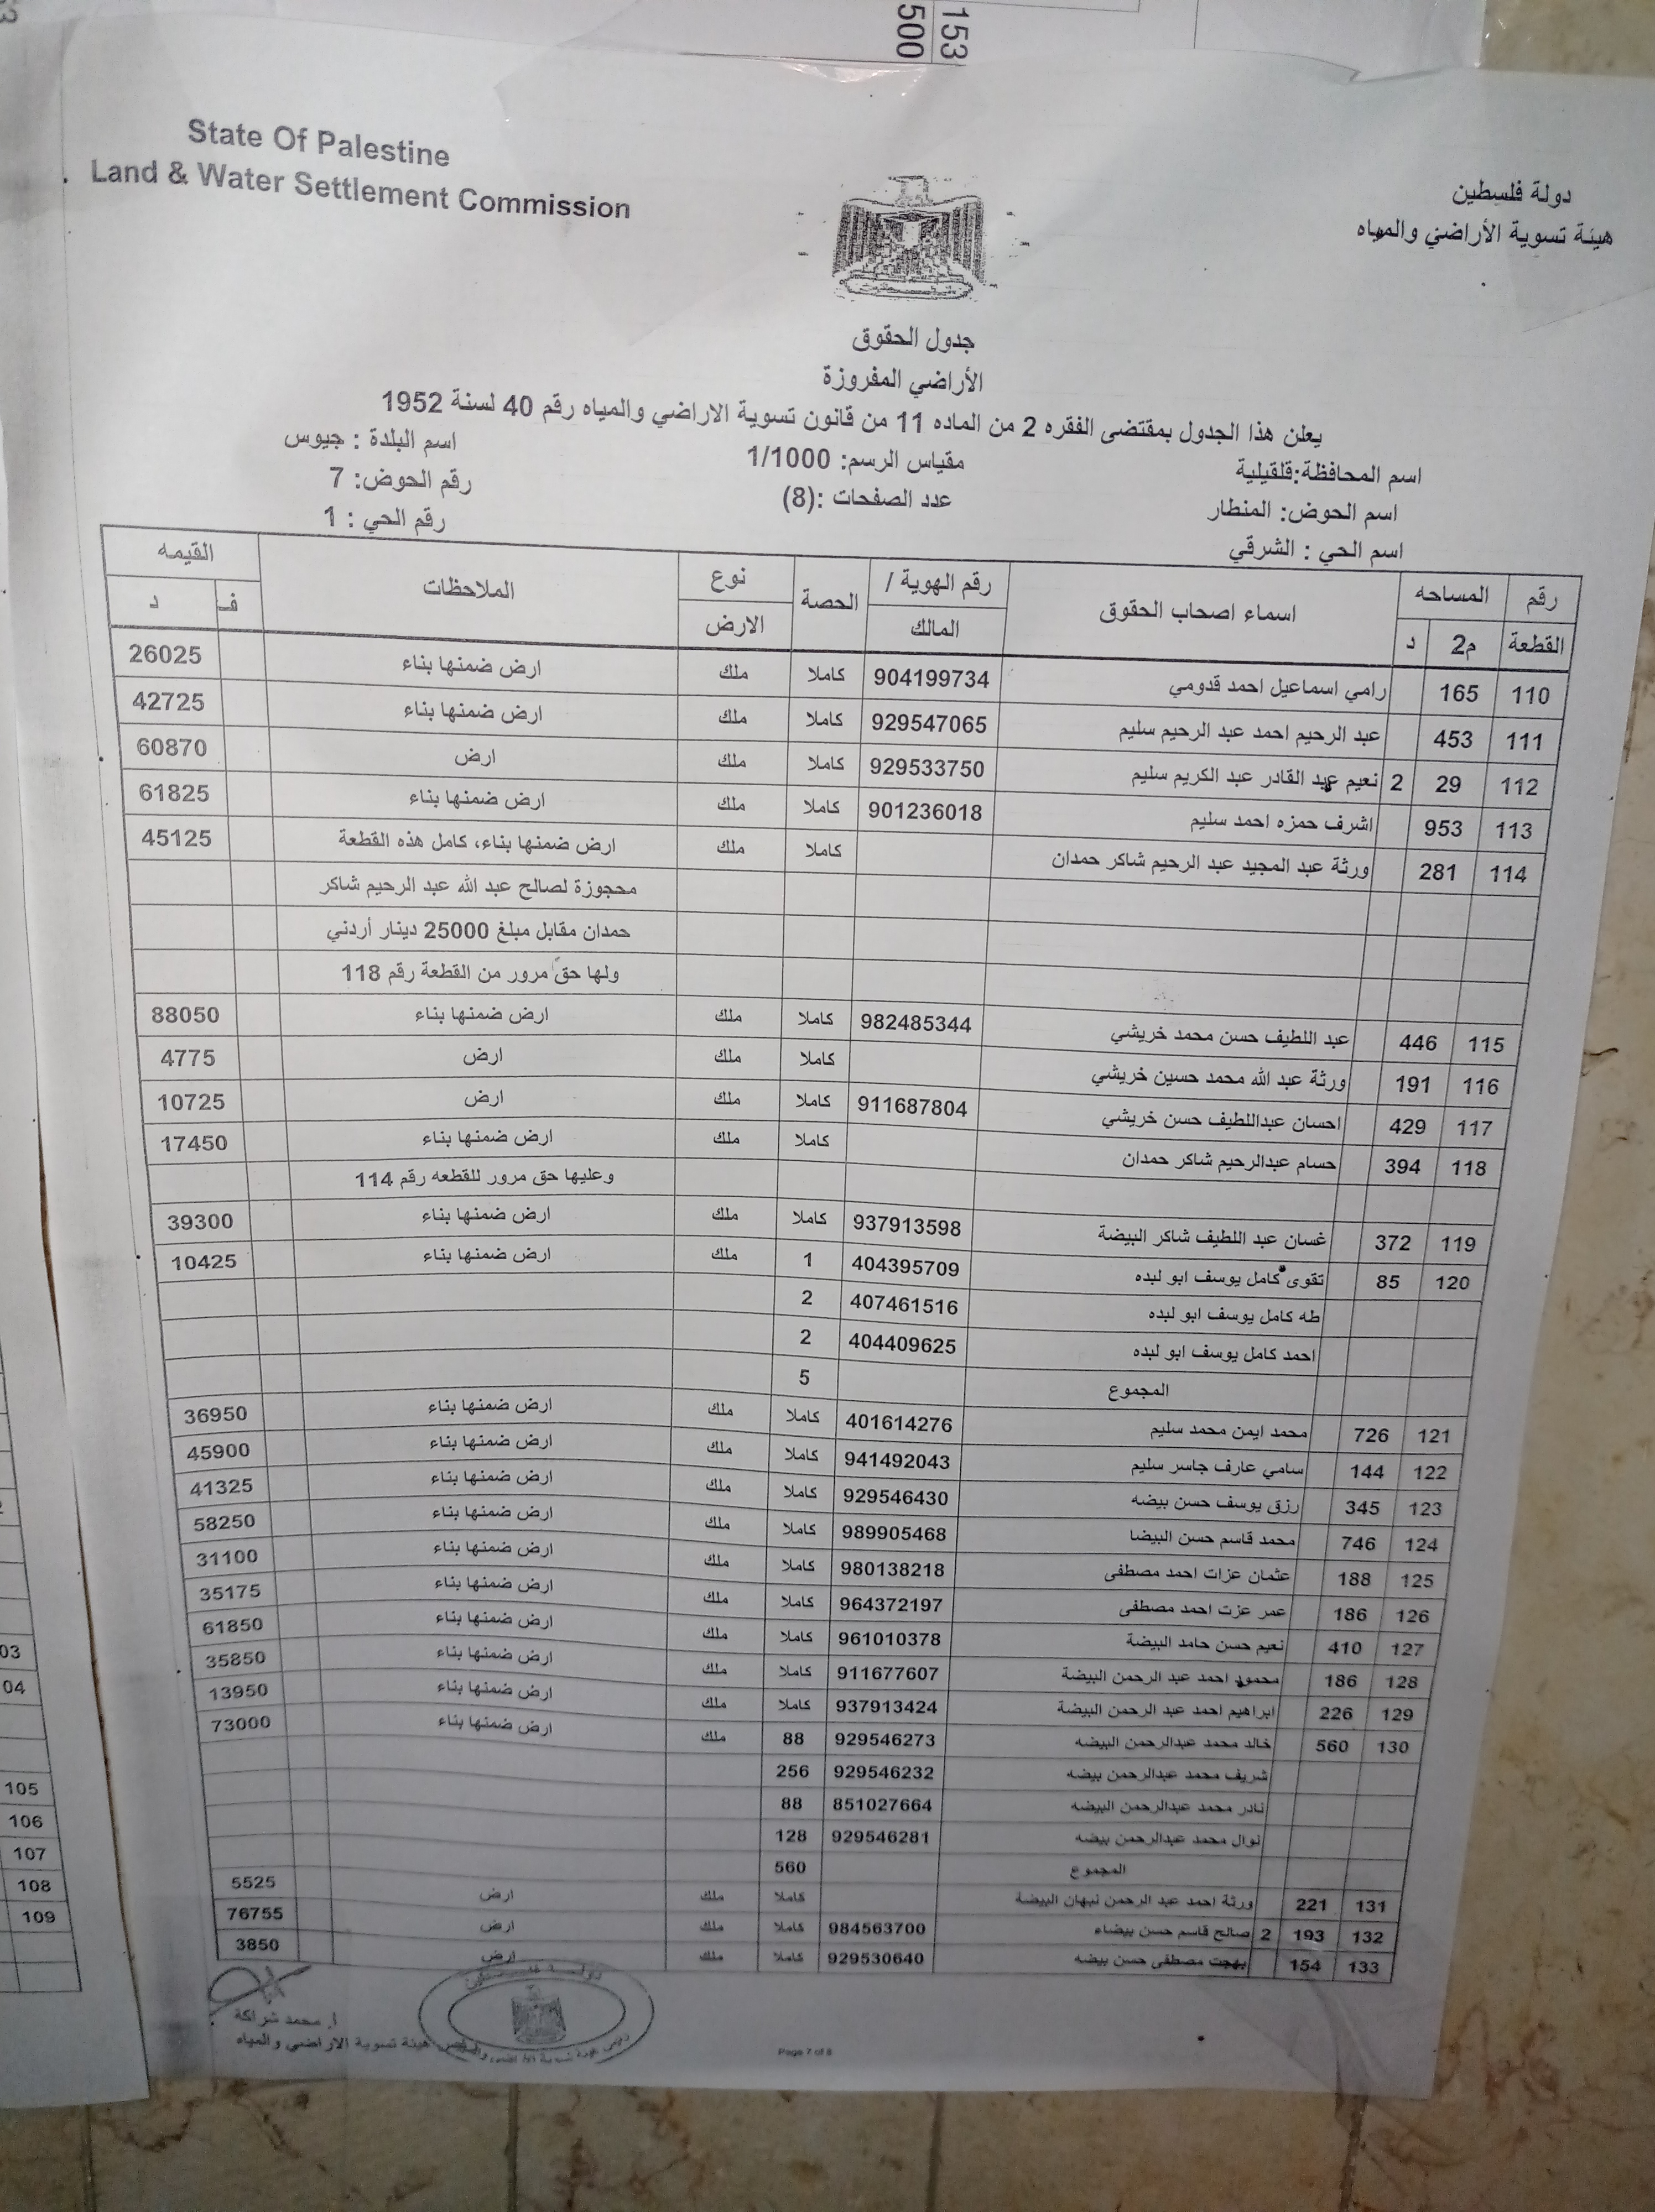 153
500
State Of Palestine
Land & Water Settlement Commission
دولة فلسطين
هيئة تسوية الأراضي والمياه
جدول الحقوق
الأراضي المفروزة
يعلن هذا الجدول بمقتضى الفقره 2 من الماده 11 من قانون تسوية الاراضي والمياه رقم 40 لسنة 1952
اسم المحافظة:قلقيلية مقياس الرسم: 1/1000 اسم البلدة : جيوس
اسم الحوض: المنطار عدد الصفحات :(8) رقم الحوض: 7
اسم الحي : الشرقي رقم الحي : 1
رقم المساحه اسماء اصحاب الحقوق رقم الهوية / الحصة نوع الملاحظات القيمه
القطعة م2 د المالك الارض ف د
110 165 رامي اسماعيل احمد قدومي 904199734 كاملا ملك ارض ضمنها بناء 26025
111 453 عبد الرحيم احمد عبد الرحيم سليم 929547065 كاملا ملك ارض ضمنها بناء 42725
112 29 2 نعيم عبد القادر عبد الكريم سليم 929533750 كاملا ملك ارض 60870
113 953 اشرف حمزه احمد سليم 901236018 كاملا ملك ارض ضمنها بناء 61825
114 281 ورثة عبد المجيد عبد الرحيم شاكر حمدان كاملا ملك ارض ضمنها بناء، كامل هذه القطعة 45125
محجوزة لصالح عبد الله عبد الرحيم شاكر
حمدان مقابل مبلغ 25000 دينار أردني
ولها حق مرور من القطعة رقم 118
115 446 عبد اللطيف حسن محمد خريشي 982485344 كاملا ملك ارض ضمنها بناء 88050
116 191 ورثة عبد الله محمد حسين خريشي كاملا ملك ارض 4775
117 429 احسان عبداللطيف حسن خريشي 911687804 كاملا ملك ارض 10725
118 394 حسام عبدالرحيم شاكر حمدان كاملا ملك ارض ضمنها بناء 17450
وعليها حق مرور للقطعه رقم 114
119 372 غسان عبد اللطيف شاكر البيضة 937913598 كاملا ملك ارض ضمنها بناء 39300
120 85 تقوى كامل يوسف ابو لبده 404395709 1 ملك ارض ضمنها بناء 10425
طه كامل يوسف ابو لبده 407461516 2
احمد كامل يوسف ابو لبده 404409625 2
المجموع 5
121 726 محمد ايمن محمد سليم 401614276 كاملا ملك ارض ضمنها بناء 36950
122 144 سامي عارف جاسر سليم 941492043 كاملا ملك ارض ضمنها بناء 45900
123 345 رزق يوسف حسن بيضه 929546430 كاملا ملك ارض ضمنها بناء 41325
124 746 محمد قاسم حسن البيضا 989905468 كاملا ملك ارض ضمنها بناء 58250
125 188 عثمان عزات احمد مصطفى 980138218 كاملا ملك ارض ضمنها بناء 31100
126 186 عمر عزت احمد مصطفى 964372197 كاملا ملك ارض ضمنها بناء 35175
127 410 نعيم حسن حامد البيضة 961010378 كاملا ملك ارض ضمنها بناء 61850
128 186 محمود احمد عبد الرحمن البيضة 911677607 كاملا ملك ارض ضمنها بناء 35850
129 226 ابراهيم احمد عبد الرحمن البيضة 937913424 كاملا ملك ارض ضمنها بناء 13950
130 560 خالد محمد عبدالرحمن البيضه 929546273 88 ملك ارض ضمنها بناء 73000
شريف محمد عبدالرحمن بيضه 929546232 256
نادر محمد عبدالرحمن البيضه 851027664 88
نوال محمد عبدالرحمن بيضه 929546281 128
المجموع 560
131 221 ورثة احمد عبد الرحمن نبهان البيضة كاملا ملك ارض 5525
132 193 2 صالح قاسم حسن بيضاء 984563700 كاملا ملك ارض 76755
133 154 بهجت مصطفى حسن بيضه 929530640 كاملا ملك ارض 3850
أ. محمد شراكة
رئيس هيئة تسوية الاراضي والمياه
Page 7 of 8
03
04
105
106
107
108
109